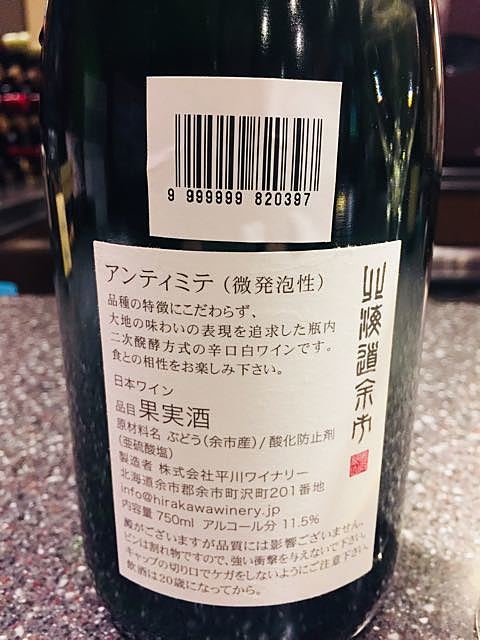 9 999999 820397
アンティミテ（微発泡性）
品種の特徴にこだわらず、
大地の味わいの表現を追求した瓶内
二次醗酵方式の辛口白ワインです。
食との相性をお楽しみ下さい。
北海道余市
日本ワイン
品目 果実酒
原材料名 ぶどう(余市産)/酸化防止剤
(亜硫酸塩)
製造者 株式会社平川ワイナリー
北海道余市郡余市町沢町201番地
info@hirakawawinery.jp
内容量 750ml アルコール分 11.5%
澱がございますが品質には影響ございません。
ビンは割れ物ですので、強い衝撃を与えないで下さい。
キャップの切り口でケガをしないようにご注意下さい。
飲酒は20歳になってから。